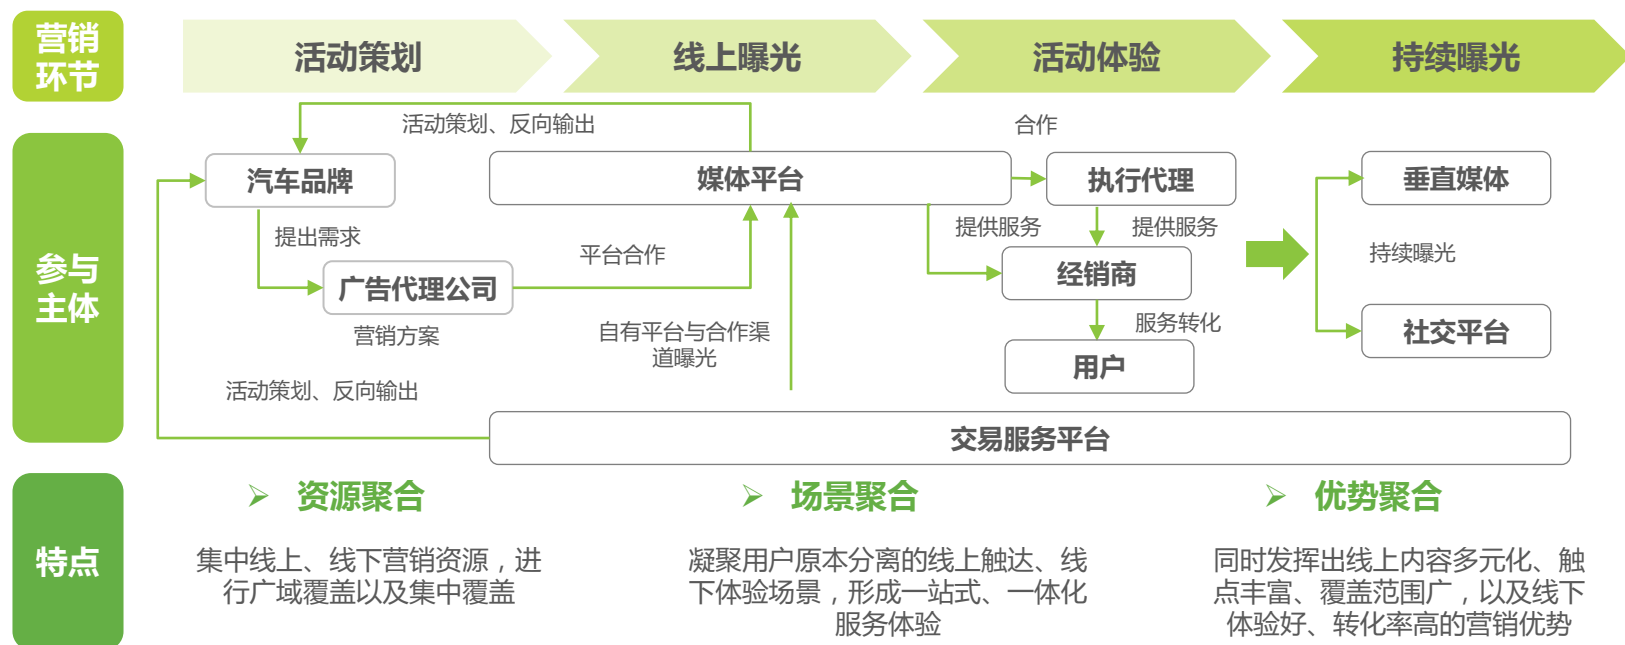 营销
环节
活动策划
线上曝光
活动体验
持续曝光
参与
主体
活动策划、反向输出
合作
汽车品牌
媒体平台
执行代理
垂直媒体
提出需求
平台合作
提供服务
提供服务
持续曝光
广告代理公司
经销商
营销方案
自有平台与合作渠
道曝光
服务转化
社交平台
用户
活动策划、反向输出
交易服务平台
特点
➢ 资源聚合
集中线上、线下营销资源，进
行广域覆盖以及集中覆盖
➢ 场景聚合
凝聚用户原本分离的线上触达、线
下体验场景，形成一站式、一体化
服务体验
➢ 优势聚合
同时发挥出线上内容多元化、触
点丰富、覆盖范围广，以及线下
体验好、转化率高的营销优势